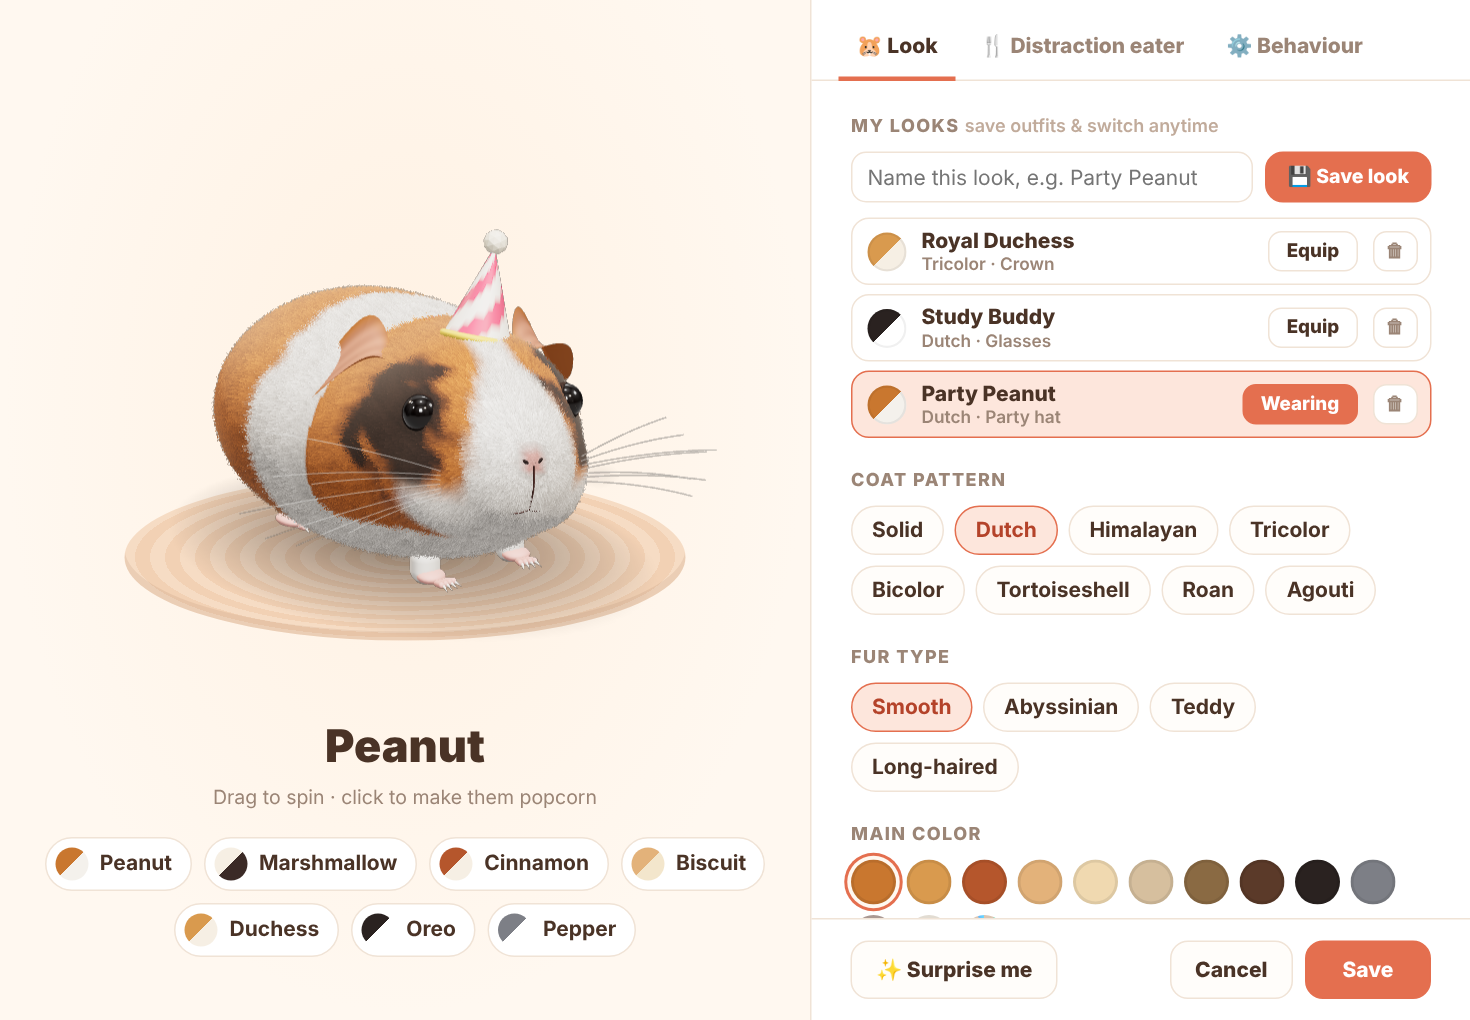 Look
Distraction eater
Behaviour
MY LOOKS save outfits & switch anytime
Name this look, e.g. Party Peanut
Save look
Royal Duchess
Tricolor · Crown
Equip
Study Buddy
Dutch · Glasses
Equip
Party Peanut
Dutch · Party hat
Wearing
COAT PATTERN
Solid
Dutch
Himalayan
Tricolor
Bicolor
Tortoiseshell
Roan
Agouti
FUR TYPE
Smooth
Abyssinian
Teddy
Long-haired
MAIN COLOR
Surprise me
Cancel
Save
Peanut
Drag to spin · click to make them popcorn
Peanut
Marshmallow
Cinnamon
Biscuit
Duchess
Oreo
Pepper